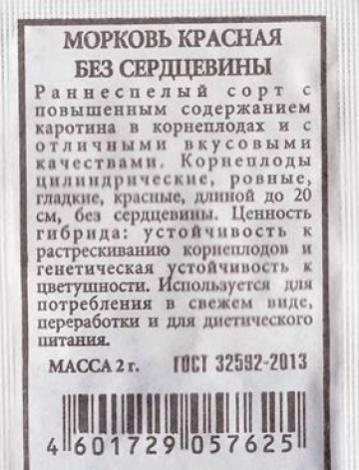 МОРКОВЬ КРАСНАЯ
БЕЗ СЕРДЦЕВИНЫ
Раннеспелый сорт с
повышенным содержанием
каротина в корнеплодах и с
отличными вкусовыми
качествами. Корнеплоды
цилиндрические, ровные,
гладкие, красные, длиной до 20
см, без сердцевины. Ценность
гибрида: устойчивость к
растрескиванию корнеплодов и
генетическая устойчивость к
цветушности. Используется для
потребления в свежем виде,
переработки и для диетического
питания.
МАССА 2 г. ГОСТ 32592-2013
4 601729 057625